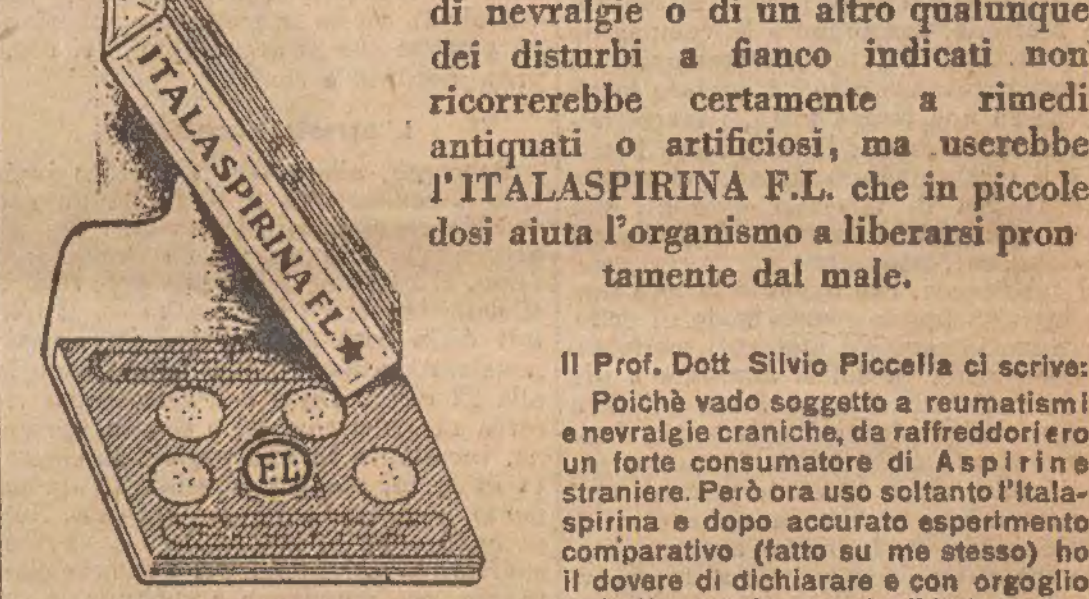 ITALASPIRINA F.L.
F.L.
di nevralgie o di un altro qualunque
dei disturbi a fianco indicati non
ricorrerebbe certamente a rimedi
antiquati o artificiosi, ma userebbe
l'ITALASPIRINA F.L. che in piccole
dosi aiuta l'organismo a liberarsi pron-
tamente dal male.
Il Prof. Dott Silvio Piccella ci scrive:
Poichè vado soggetto a reumatismi
e nevralgie craniche, da raffreddori ero
un forte consumatore di Aspirine
straniere. Però ora uso soltanto l'Itala-
spirina e dopo accurato esperimento
comparativo (fatto su me stesso) ho
il dovere di dichiarare e con orgoglio